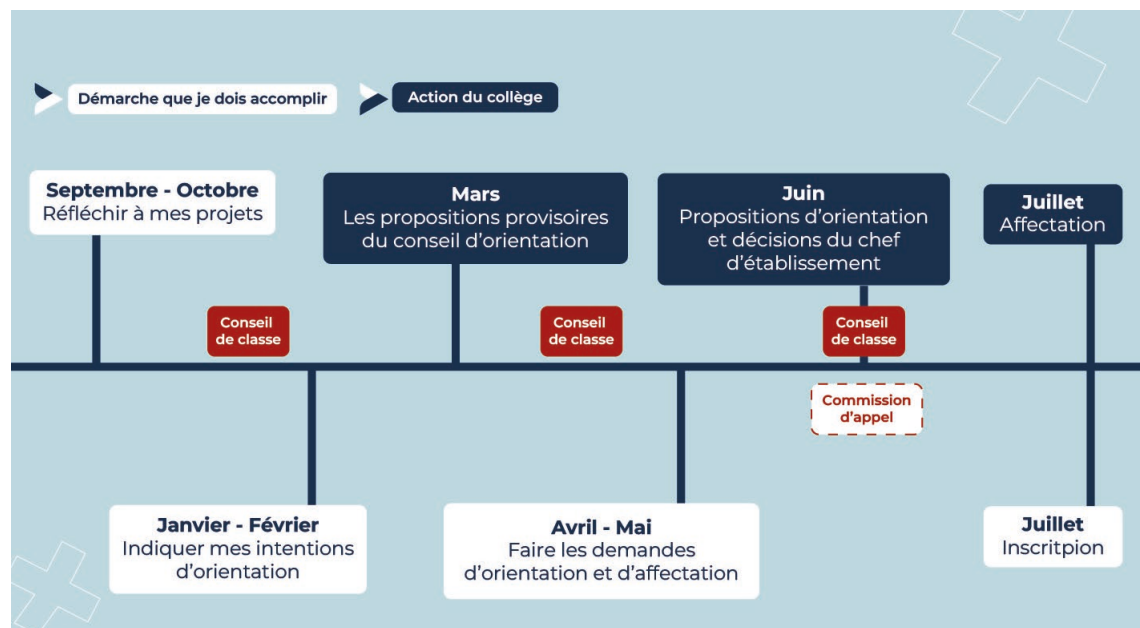 Démarche que je dois accomplir
Action du collège
Septembre - Octobre
Réfléchir à mes projets
Mars
Les propositions provisoires
du conseil d'orientation
Juin
Propositions d'orientation
et décisions du chef
d'établissement
Juillet
Affectation
Conseil
de classe
Conseil
de classe
Conseil
de classe
Commission
d'appel
Janvier - Février
Indiquer mes intentions
d'orientation
Avril - Mai
Faire les demandes
d'orientation et d'affectation
Juillet
Inscritpion